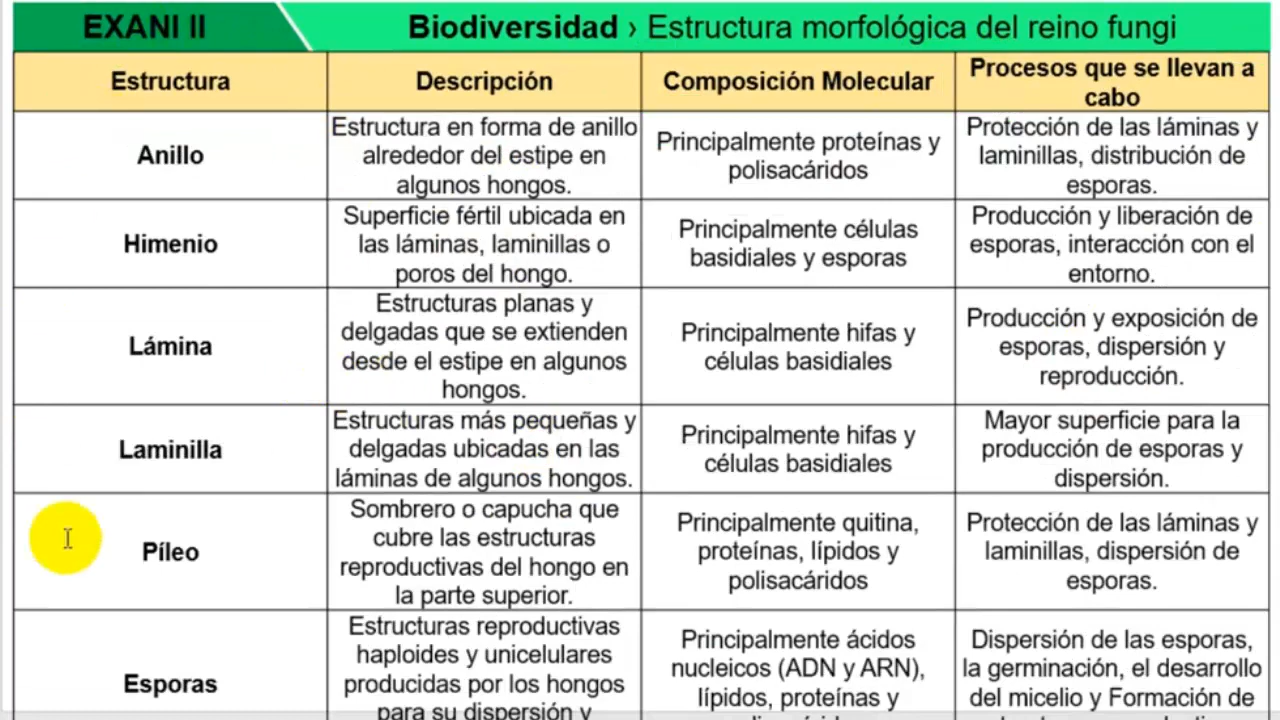 EXANI II
Biodiversidad › Estructura morfológica del reino fungi
Estructura
Descripción
Composición Molecular
Procesos que se llevan a
cabo
Anillo
Estructura en forma de anillo
alrededor del estipe en
algunos hongos.
Principalmente proteínas y
polisacáridos
Protección de las láminas y
laminillas, distribución de
esporas.
Himenio
Superficie fértil ubicada en
las láminas, laminillas o
poros del hongo.
Principalmente células
basidiales y esporas
Producción y liberación de
esporas, interacción con el
entorno.
Lámina
Estructuras planas y
delgadas que se extienden
desde el estipe en algunos
hongos.
Principalmente hifas y
células basidiales
Producción y exposición de
esporas, dispersión y
reproducción.
Laminilla
Estructuras más pequeñas y
delgadas ubicadas en las
láminas de algunos hongos.
Principalmente hifas y
células basidiales
Mayor superficie para la
producción de esporas y
dispersión.
Píleo
Sombrero o capucha que
cubre las estructuras
reproductivas del hongo en
la parte superior.
Principalmente quitina,
proteínas, lípidos y
polisacáridos
Protección de las láminas y
laminillas, dispersión de
esporas.
Esporas
Estructuras reproductivas
haploides y unicelulares
producidas por los hongos
para su dispersión y
Principalmente ácidos
nucleicos (ADN y ARN),
lípidos, proteínas y
Dispersión de las esporas,
la germinación, el desarrollo
del micelio y Formación de